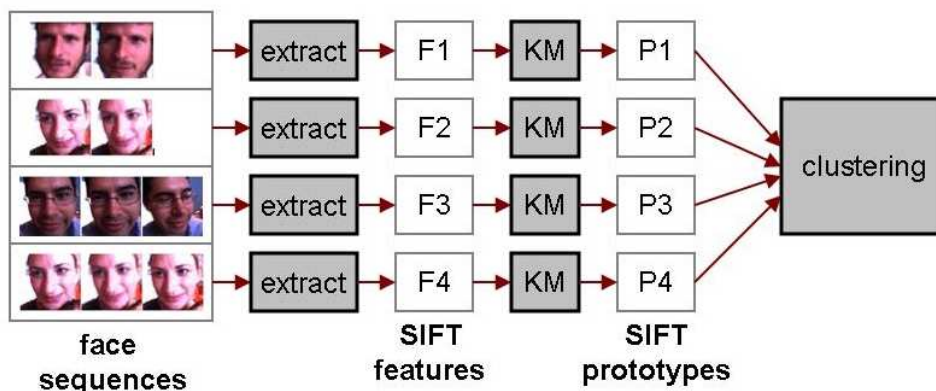 extract F1 KM P1
extract F2 KM P2
clustering
extract F3 KM P3
extract F4 KM P4
face
sequences
SIFT
features
SIFT
prototypes